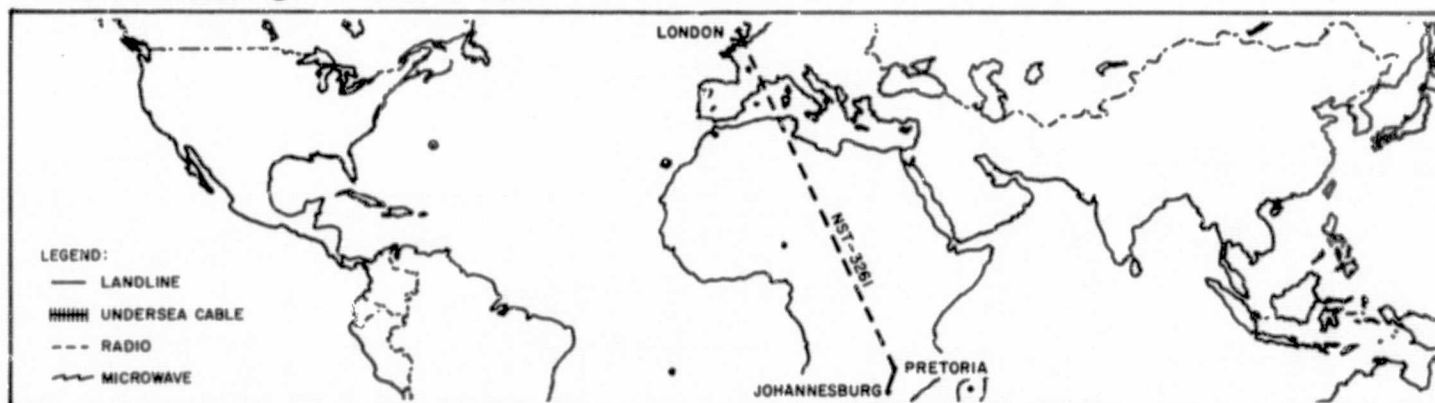 LONDON
NST-3261
LEGEND:
LANDLINE
UNDERSEA CABLE
RADIO
MICROWAVE
PRETORIA
JOHANNESBURG